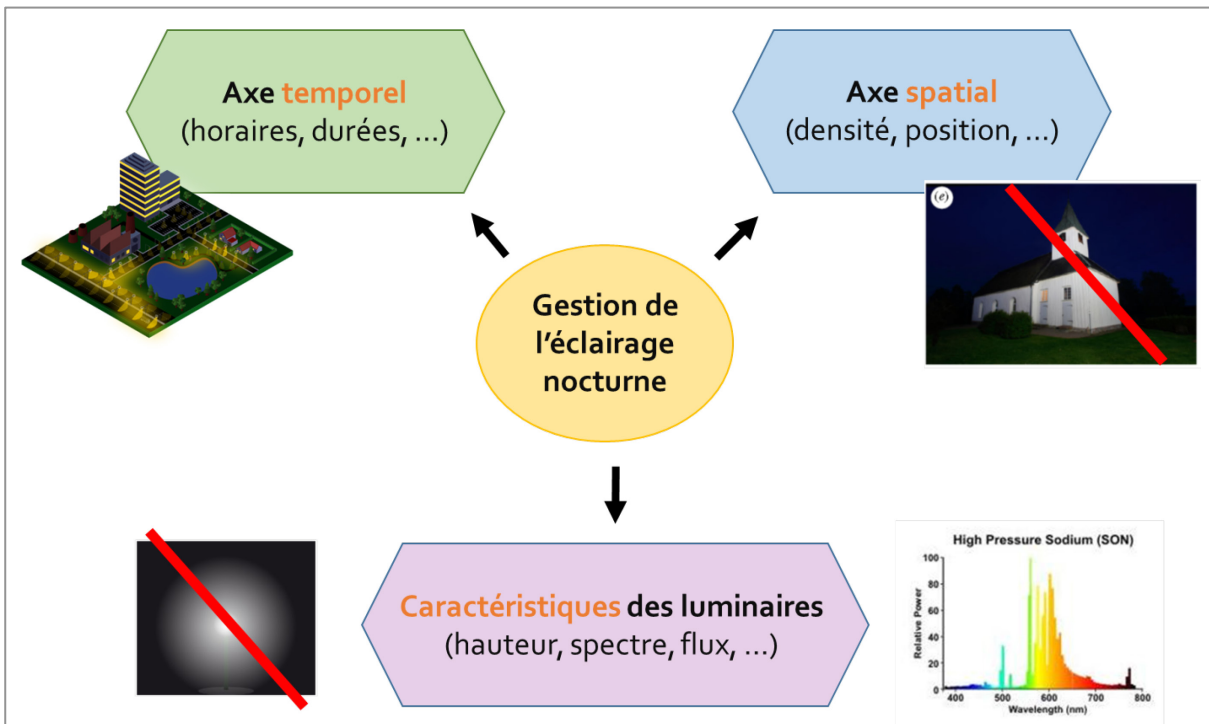 Axe temporel
(horaires, durées, ...)
Axe spatial
(densité, position, ...)
(e)
Gestion de
l'éclairage
nocturne
Caractéristiques des luminaires
(hauteur, spectre, flux, ...)
High Pressure Sodium (SON)
Relative Power
100
80
60
40
20
0
400
500
600
700
800
Wavelength (nm)